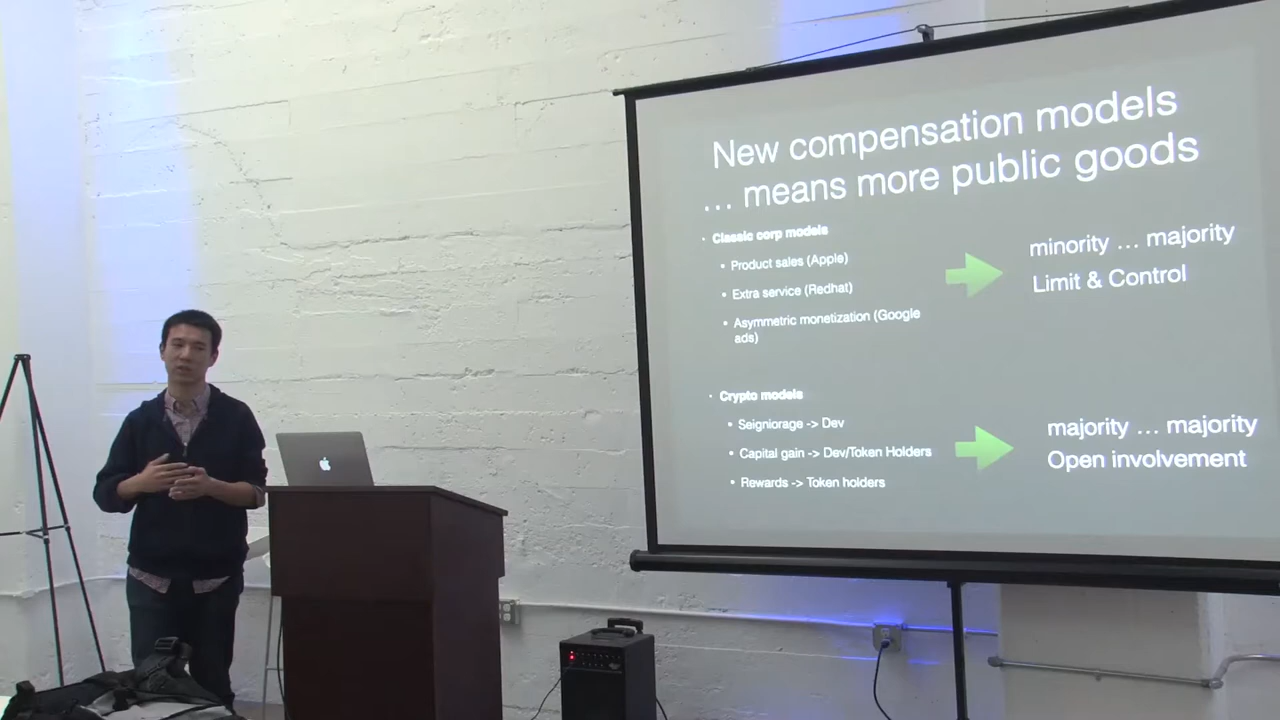 New compensation models
... means more public goods
Classic corp models
Product sales (Apple)
Extra service (Redhat)
Asymmetric monetization (Google
ads)
minority ... majority
Limit & Control
Crypto models
Seigniorage -> Dev
Capital gain -> Dev/Token Holders
Rewards -> Token holders
majority ... majority
Open involvement